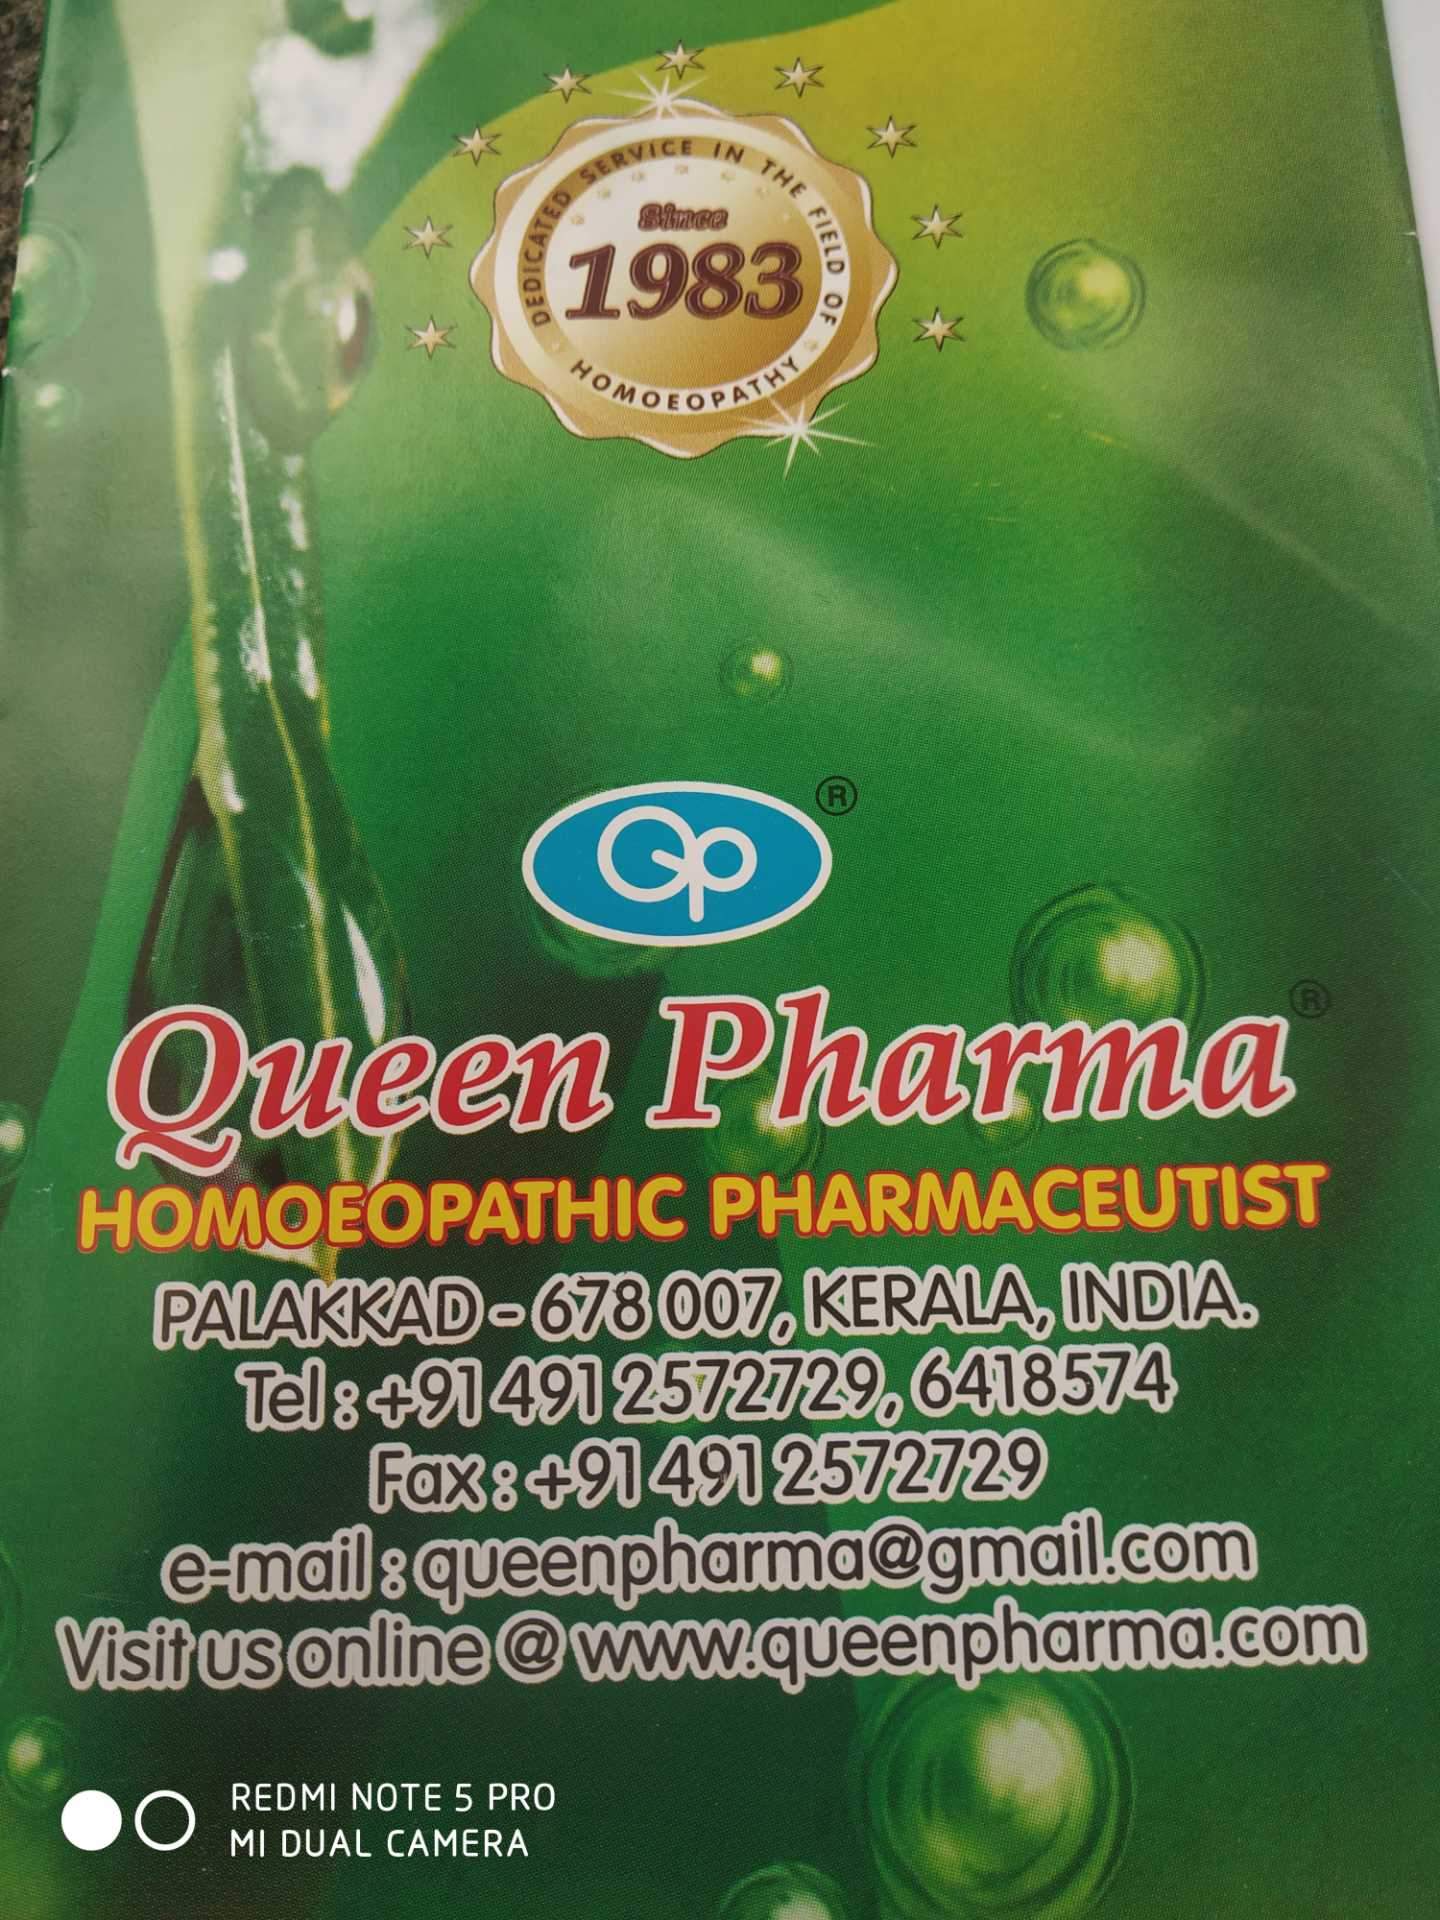 DEDICATED SERVICE IN THE FIELD OF
Since
1983
HOMOEOPATHY
Qp ®
Queen Pharma ®
HOMOEOPATHIC PHARMACEUTIST
PALAKKAD - 678 007, KERALA, INDIA.
Tel : +91 491 2572729, 6418574
Fax : +91 491 2572729
e-mail : queenpharma@gmail.com
Visit us online @ www.queenpharma.com
REDMI NOTE 5 PRO
MI DUAL CAMERA